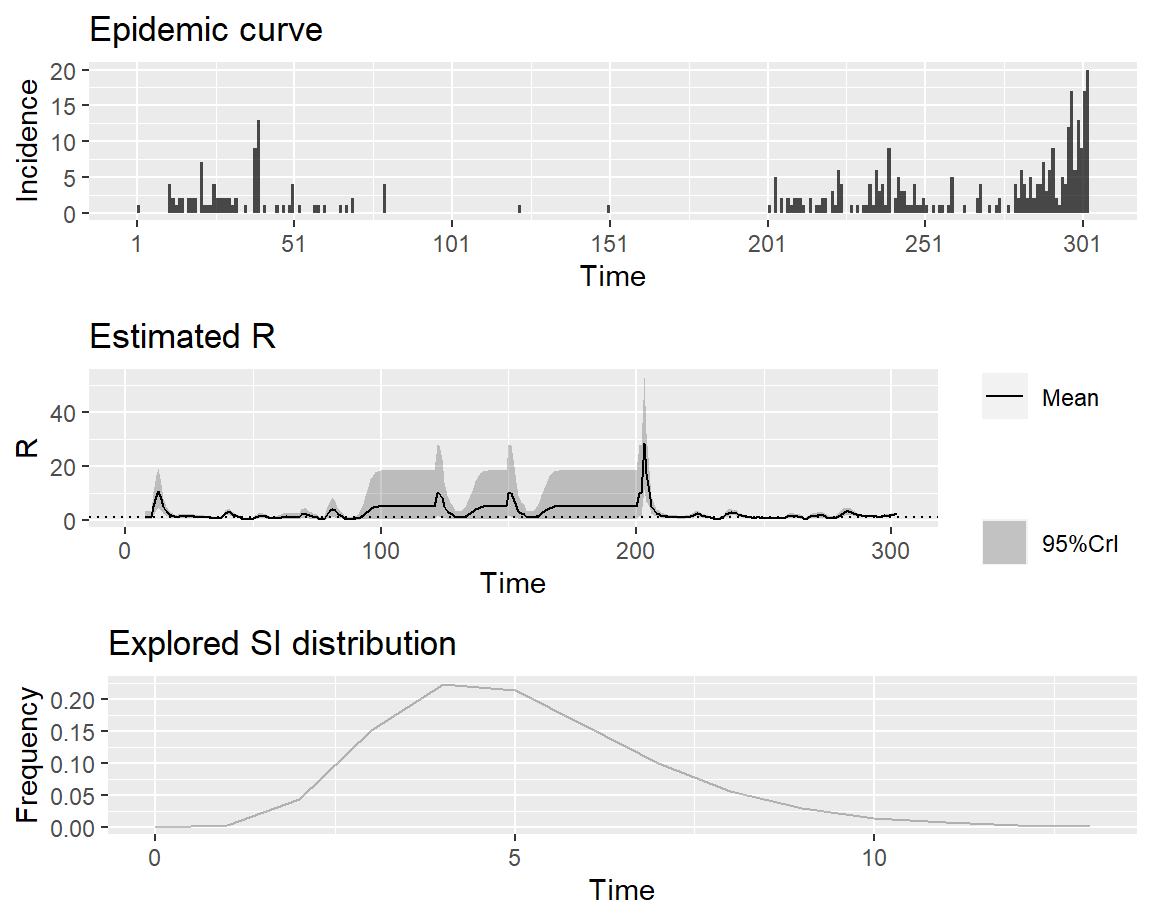 Epidemic curve
Incidence
20
15
10
5
0
1 51 101 151 201 251 301
Time
Estimated R
R
40
20
0
0 100 200 300
Time
Mean
95%CrI
Explored SI distribution
Frequency
0.20
0.15
0.10
0.05
0.00
0 5 10
Time